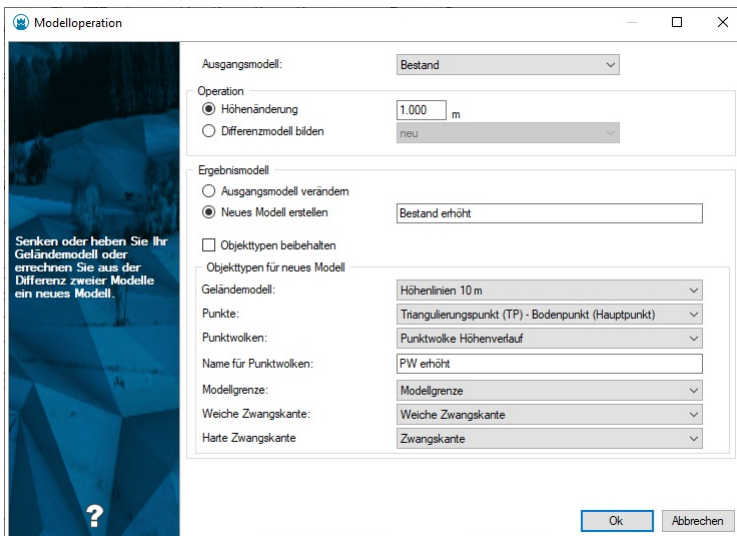 Modelloperation
Senken oder heben Sie Ihr
Geländemodell oder
errechnen Sie aus der
Differenz zweier Modelle
ein neues Modell.
?
Ausgangsmodell: Bestand
Operation
Höhenänderung 1.000 m
Differenzmodell bilden neu
Ergebnismodell
Ausgangsmodell verändern
Neues Modell erstellen Bestand erhöht
Objekttypen beibehalten
Objekttypen für neues Modell
Geländemodell: Höhenlinien 10 m
Punkte: Triangulierungspunkt (TP) - Bodenpunkt (Hauptpunkt)
Punktwolken: Punktwolke Höhenverlauf
Name für Punktwolken: PW erhöht
Modellgrenze: Modellgrenze
Weiche Zwangskante: Weiche Zwangskante
Harte Zwangskante Zwangskante
Ok Abbrechen